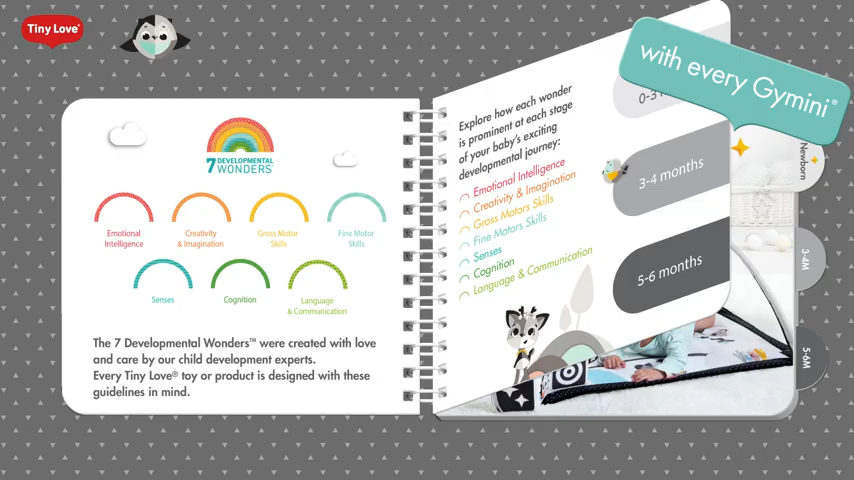 Tiny Love®
with every Gymini®
7 DEVELOPMENTAL
WONDERS™
Emotional
Intelligence
Creativity
& Imagination
Gross Motor
Skills
Fine Motor
Skills
Senses
Cognition
Language
& Communication
The 7 Developmental Wonders™ were created with love
and care by our child development experts.
Every Tiny Love® toy or product is designed with these
guidelines in mind.
Explore how each wonder
is prominent at each stage
of your baby's exciting
developmental journey:
Emotional Intelligence
Creativity & Imagination
Gross Motors Skills
Fine Motors Skills
Senses
Cognition
Language & Communication
3-4 months
5-6 months
Newborn
3-4M
5-6M